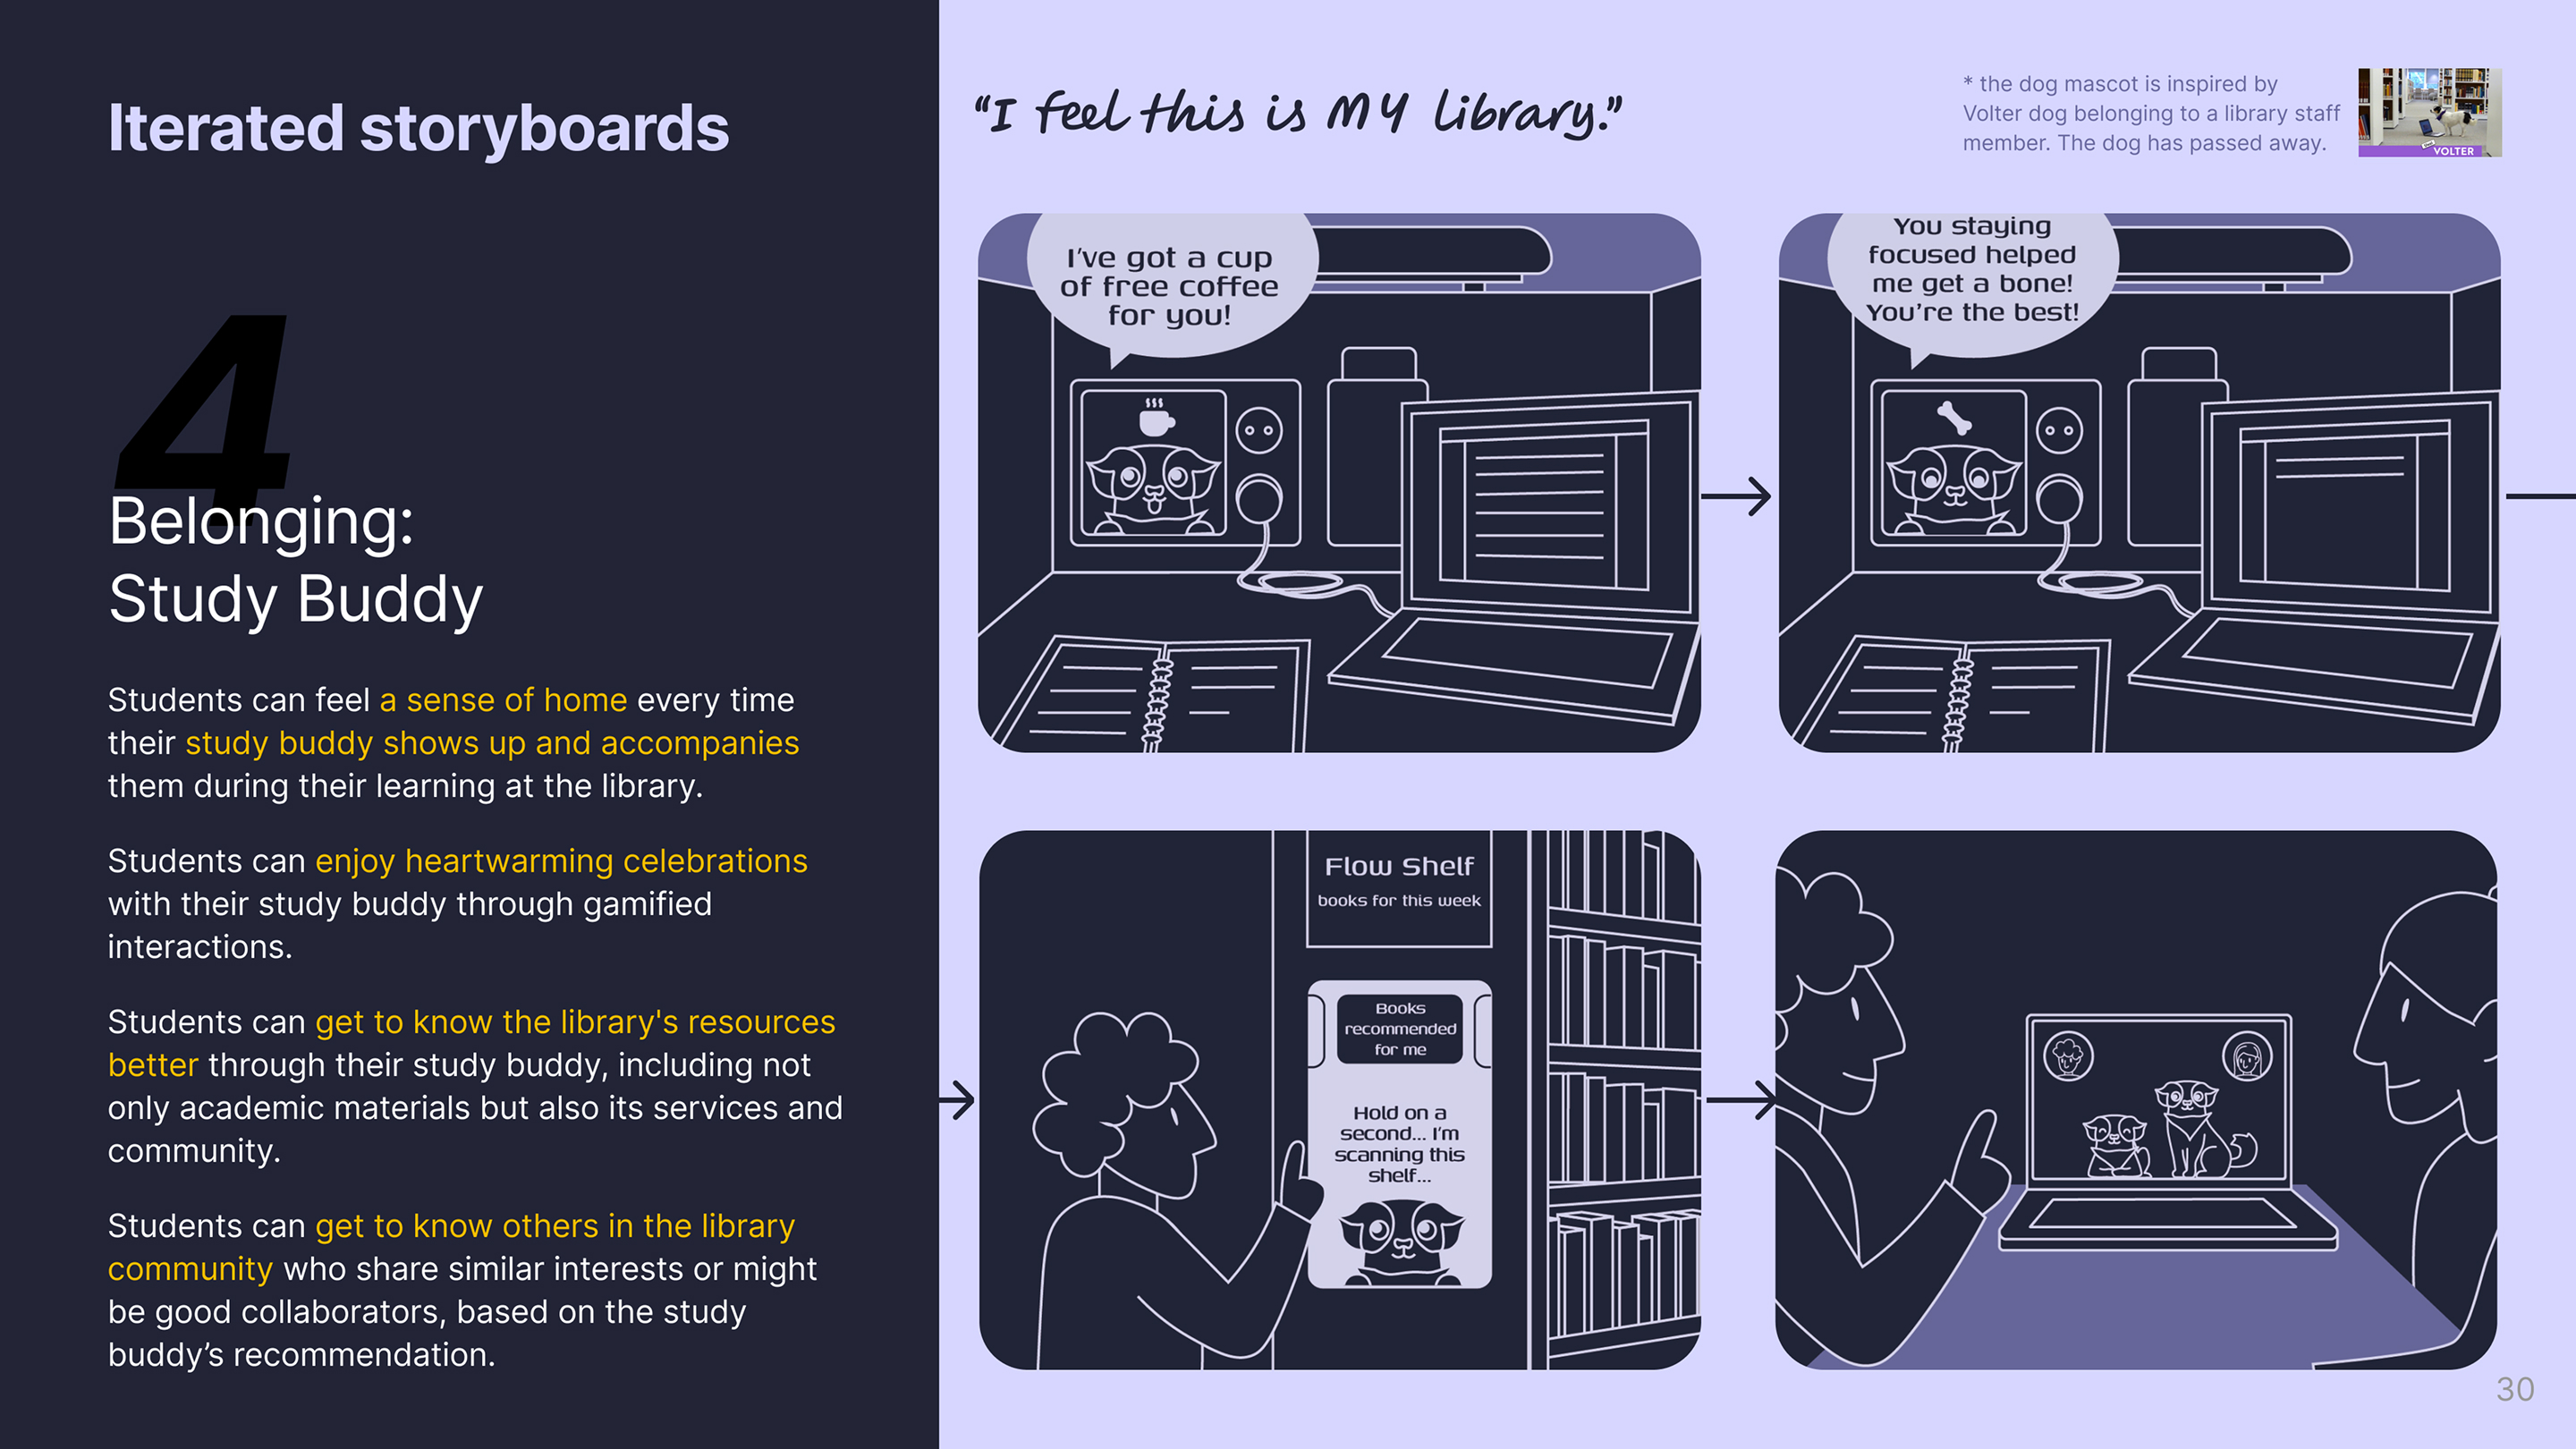 Iterated storyboards
4
Belonging:
Study Buddy
Students can feel a sense of home every time
their study buddy shows up and accompanies
them during their learning at the library.
Students can enjoy heartwarming celebrations
with their study buddy through gamified
interactions.
Students can get to know the library's resources
better through their study buddy, including not
only academic materials but also its services and
community.
Students can get to know others in the library
community who share similar interests or might
be good collaborators, based on the study
buddy’s recommendation.
“I feel this is MY library.”
* the dog mascot is inspired by
Volter dog belonging to a library staff
member. The dog has passed away.
VOLTER
I’ve got a cup
of free coffee
for you!
You staying
focused helped
me get a bone!
You’re the best!
Flow Shelf
books for this week
Books
recommended
for me
Hold on a
second... I’m
scanning this
shelf...
30